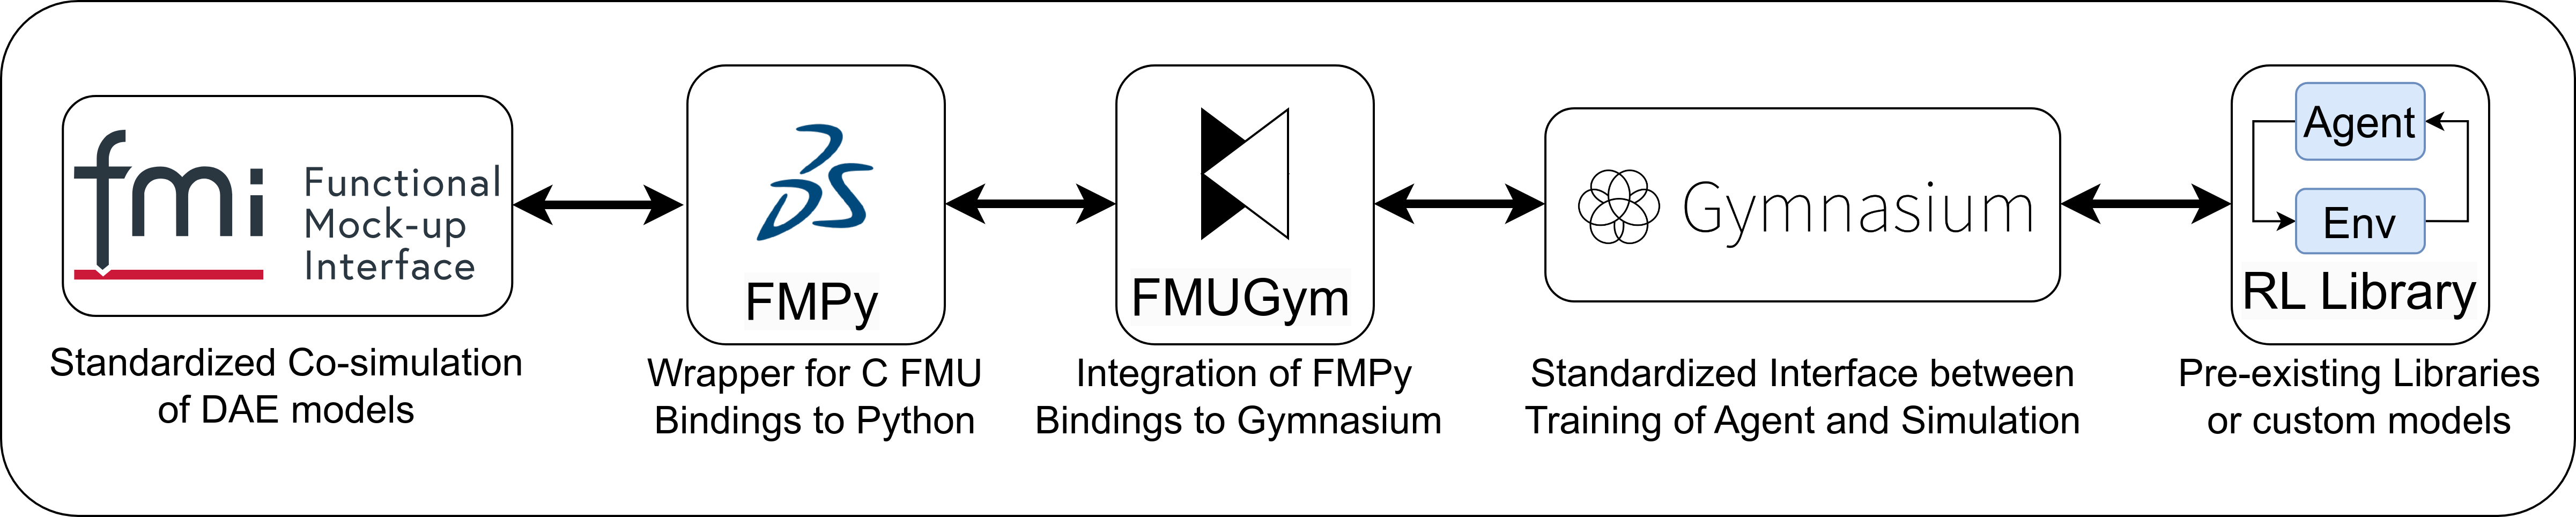 fmi
Functional
Mock-up
Interface
Standardized Co-simulation
of DAE models
FMPy
Wrapper for C FMU
Bindings to Python
FMUGym
Integration of FMPy
Bindings to Gymnasium
Gymnasium
Standardized Interface between
Training of Agent and Simulation
Agent
Env
RL Library
Pre-existing Libraries
or custom models